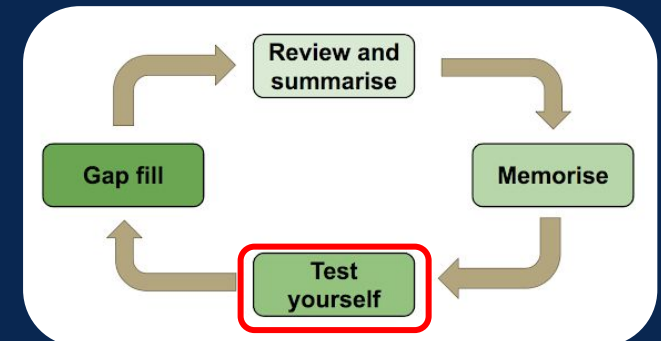 Review and
summarise
Gap fill
Memorise
Test
yourself